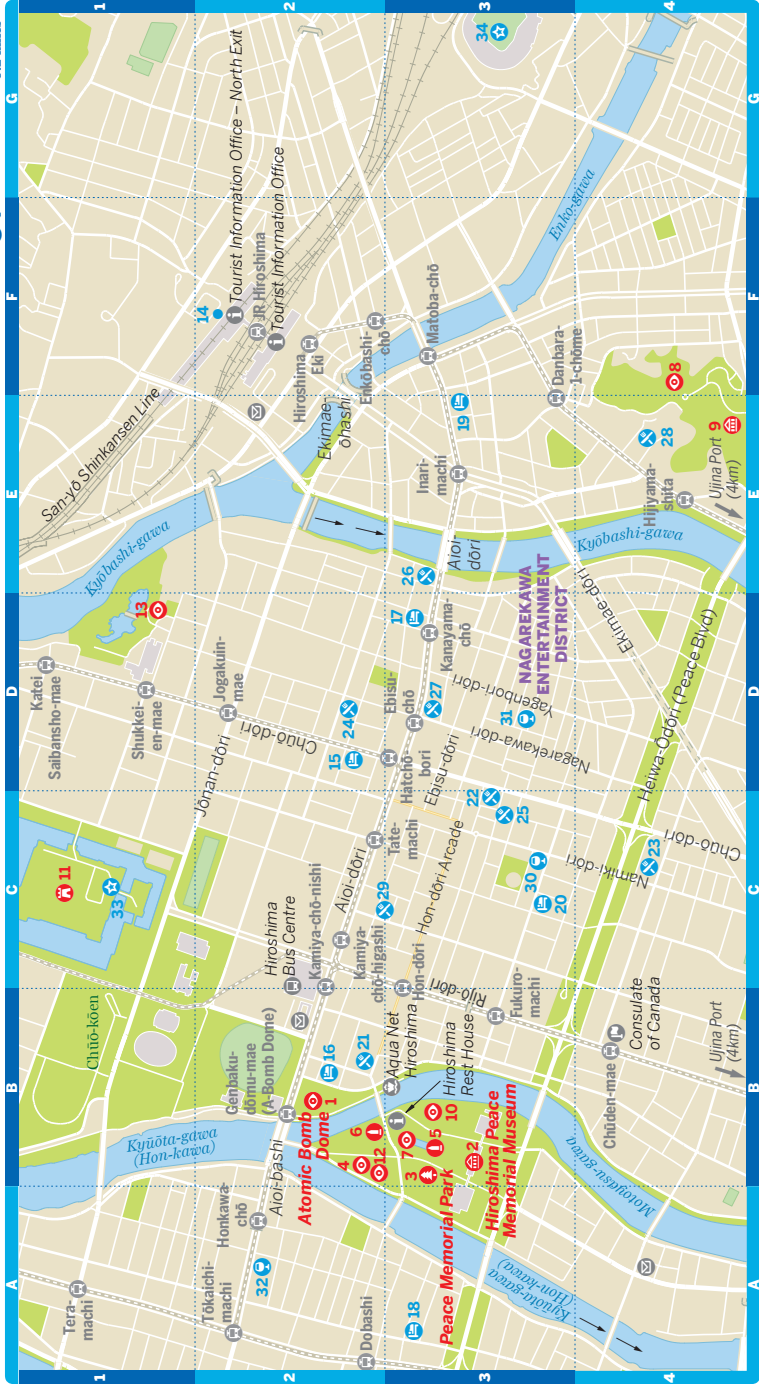 1
2
3
4
A
B
C
D
E
F
G
1
2
3
4
A
B
C
D
E
F
G
Tera-
machi
Tōkaichi-
machi
Honkawa-
chō
Dobashi
32
18
Aioi-bashi
Kyūota-gawa
(Hon-kawa)
Kyūota-gawa
(Hon-kawa)
Motoyasu-gawa
Genbaku-
dōmu-mae
(A-Bomb Dome)
Atomic Bomb
Dome
1
4
12
6
7
3
5
10
2
Peace Memorial Park
Hiroshima Peace
Memorial Museum
16
21
Aqua Net
Hiroshima
Hiroshima
Rest House
Chūō-kōen
11
33
Hiroshima
Bus Centre
Kamiya-chō-nishi
Kamiya-
chō-higashi
Hon-dōri
Rijō-dōri
Fukuro-
machi
Chūden-mae
Consulate
of Canada
Ujina Port
(4km)
Aioi-dōri
29
Hon-dōri Arcade
Tate-
machi
30
20
Namiki-dōri
23
Chūō-dōri
22
25
Jōnan-dōri
Katei
Saibansho-mae
Shukkei-
en-mae
Jogakuin-
mae
13
Chūō-dōri
15
24
Hatchō-
bori
Ebisu-
chō
Ebisu-dōri
27
17
Kanayama-
chō
26
Aioi-
dōri
Nagarekawa-dōri
Yagenbori-dōri
31
NAGAREKAWA
ENTERTAINMENT
DISTRICT
Ekimae-dōri
Heiwa-Ōdōri (Peace Blvd)
Kyōbashi-gawa
Kyōbashi-gawa
San-yō Shinkansen Line
14
Tourist Information Office – North Exit
JR Hiroshima
Tourist Information Office
Hiroshima
Eki
Ekimae-
ōhashi
Enkōbashi-
chō
Matoba-chō
19
Inari-
machi
Danbara-
1-chōme
Enko-gawa
34
28
8
9
Hijiyama-
shita
Ujina Port
(4km)